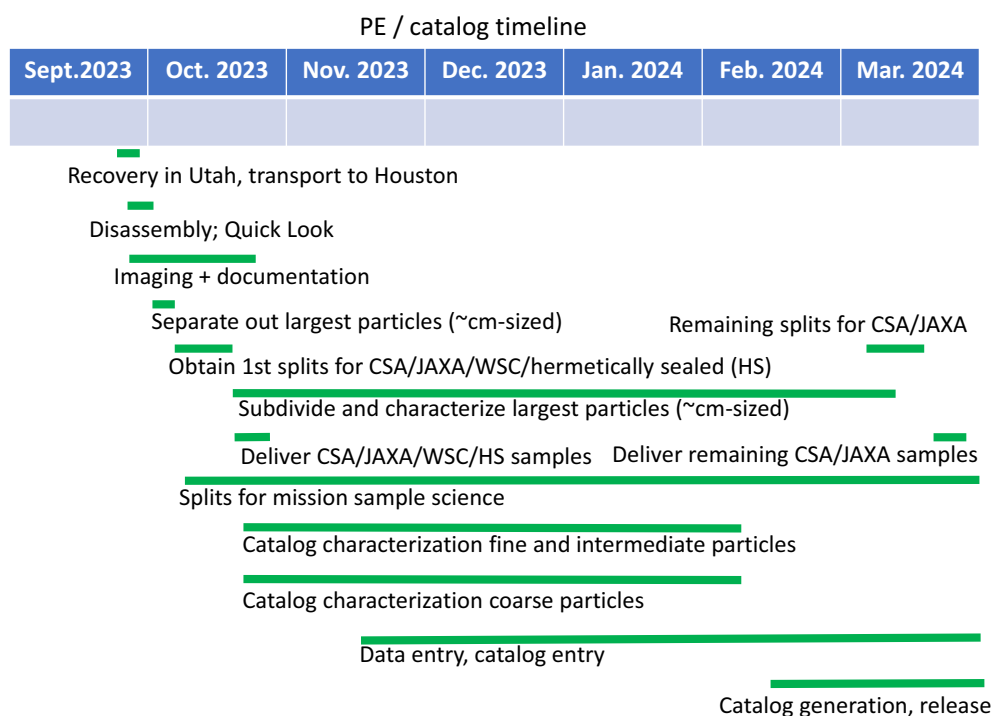 PE / catalog timeline
Sept.2023 Oct. 2023 Nov. 2023 Dec. 2023 Jan. 2024 Feb. 2024 Mar. 2024
Recovery in Utah, transport to Houston
Disassembly; Quick Look
Imaging + documentation
Separate out largest particles (~cm-sized)
Remaining splits for CSA/JAXA
Obtain 1st splits for CSA/JAXA/WSC/hermetically sealed (HS)
Subdivide and characterize largest particles (~cm-sized)
Deliver CSA/JAXA/WSC/HS samples
Deliver remaining CSA/JAXA samples
Splits for mission sample science
Catalog characterization fine and intermediate particles
Catalog characterization coarse particles
Data entry, catalog entry
Catalog generation, release